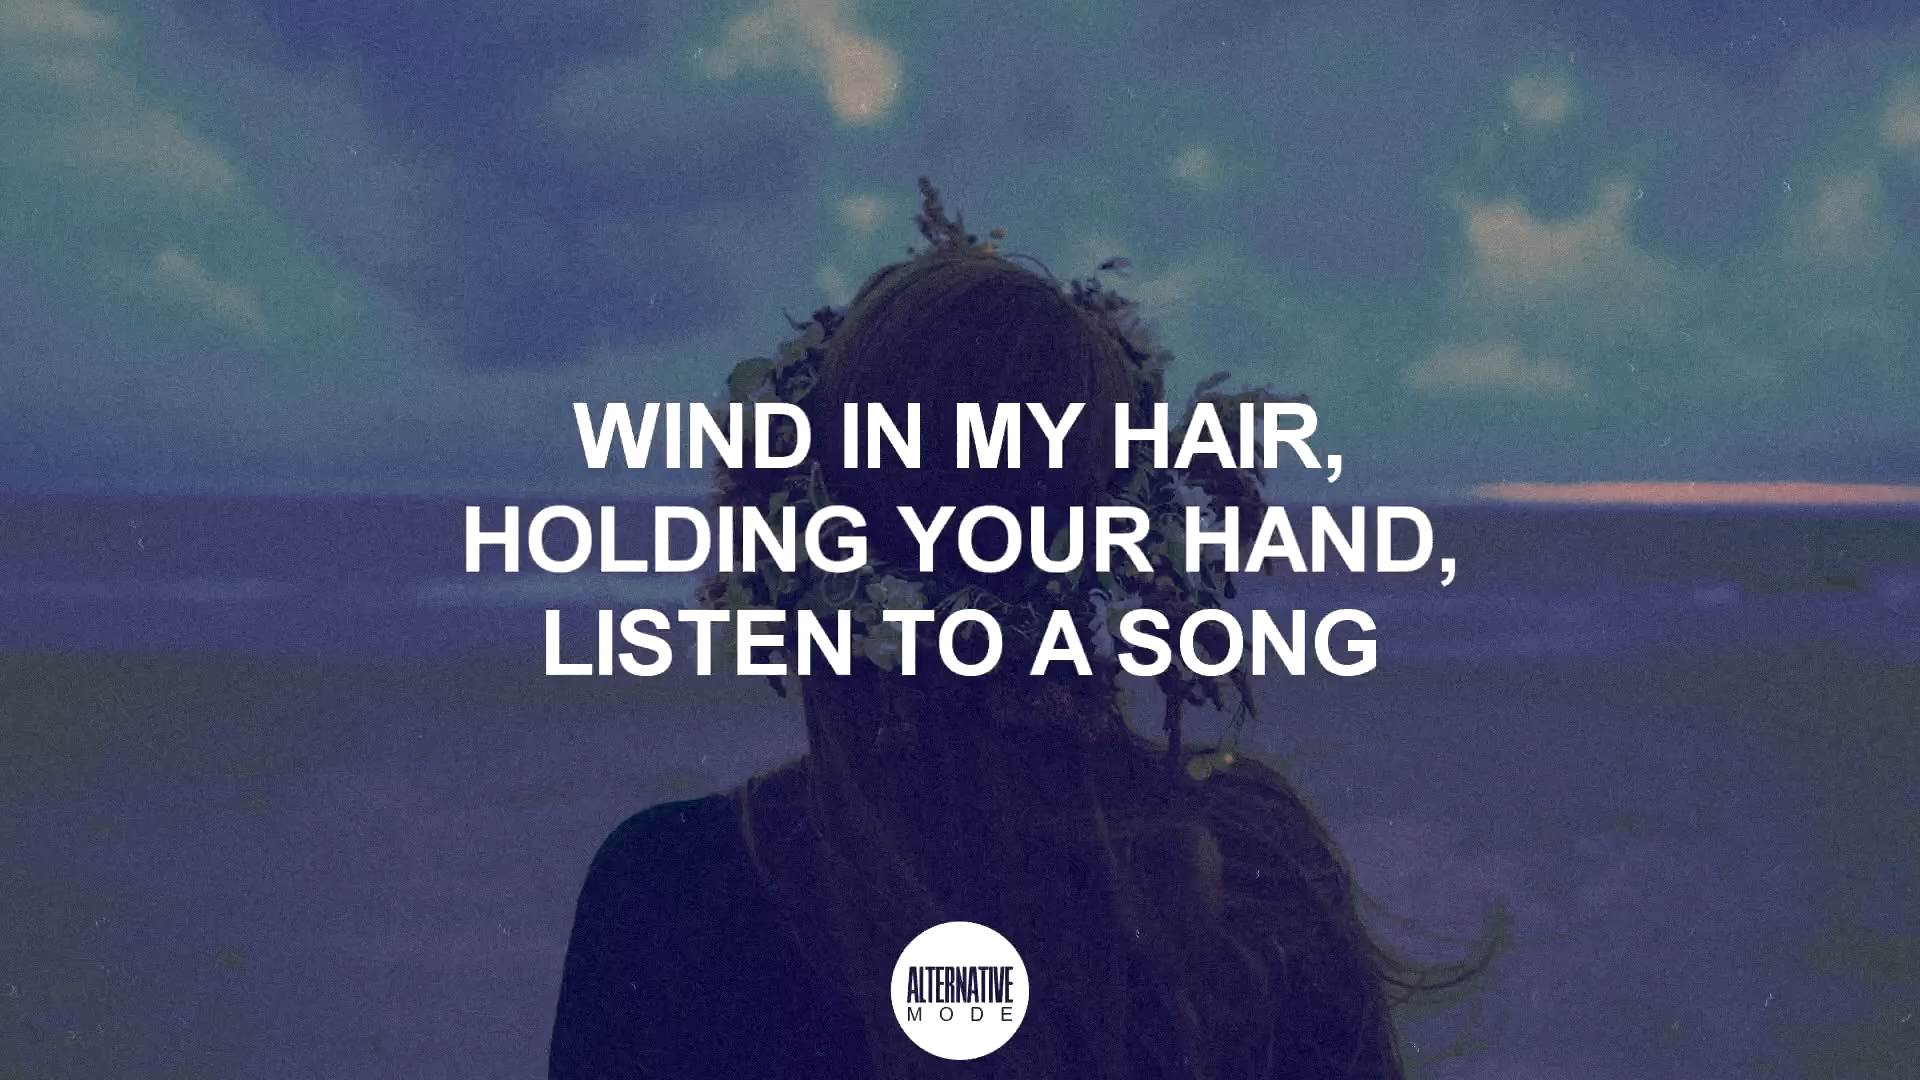 WIND IN MY HAIR,
HOLDING YOUR HAND,
LISTEN TO A SONG
ALTERNATIVE
MODE